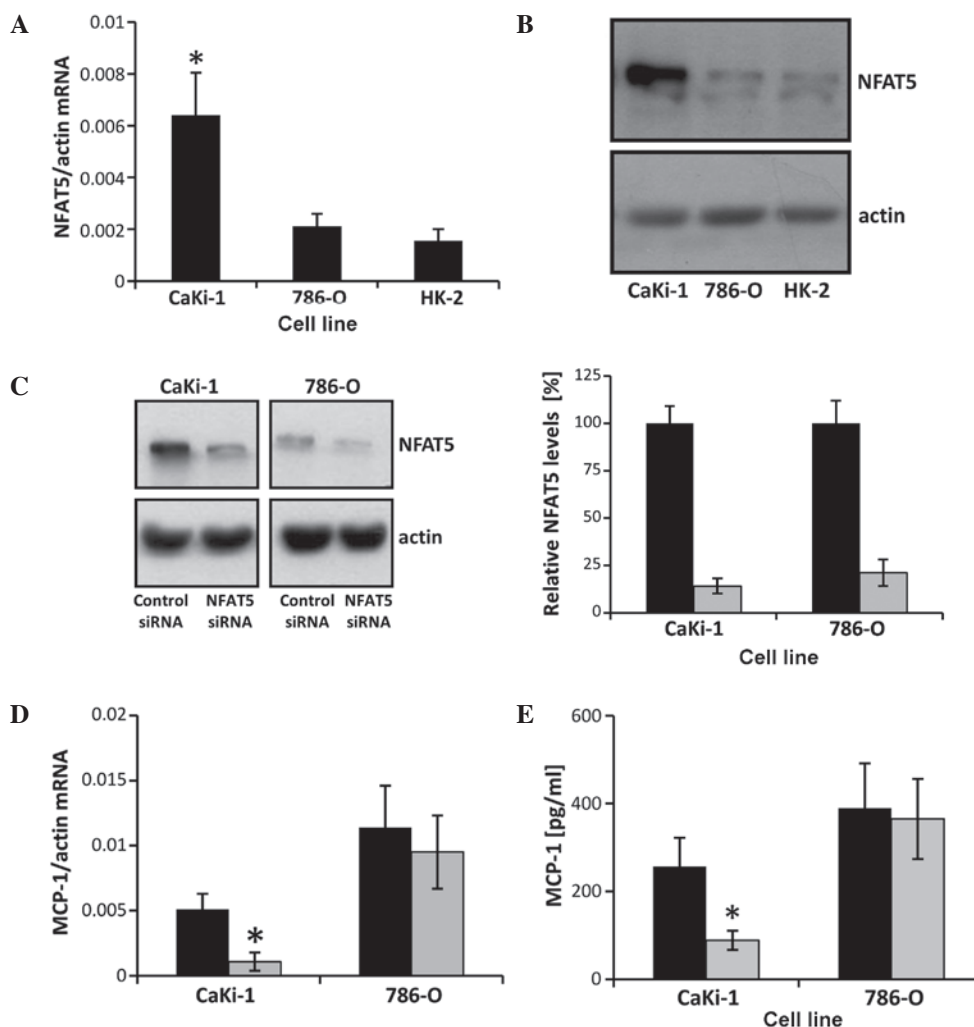 A
NFAT5/actin mRNA
0.01
0.008
0.006
0.004
0.002
0
*
CaKi-1 786-O HK-2
Cell line
B
NFAT5
actin
CaKi-1 786-O HK-2
C
CaKi-1 786-O
NFAT5
actin
Control siRNA NFAT5 siRNA Control siRNA NFAT5 siRNA
Relative NFAT5 levels [%]
125
100
75
50
25
0
CaKi-1 786-O
Cell line
D
MCP-1/actin mRNA
0.02
0.015
0.01
0.005
0
*
CaKi-1 786-O
E
MCP-1 [pg/ml]
600
400
200
0
*
CaKi-1 786-O
Cell line